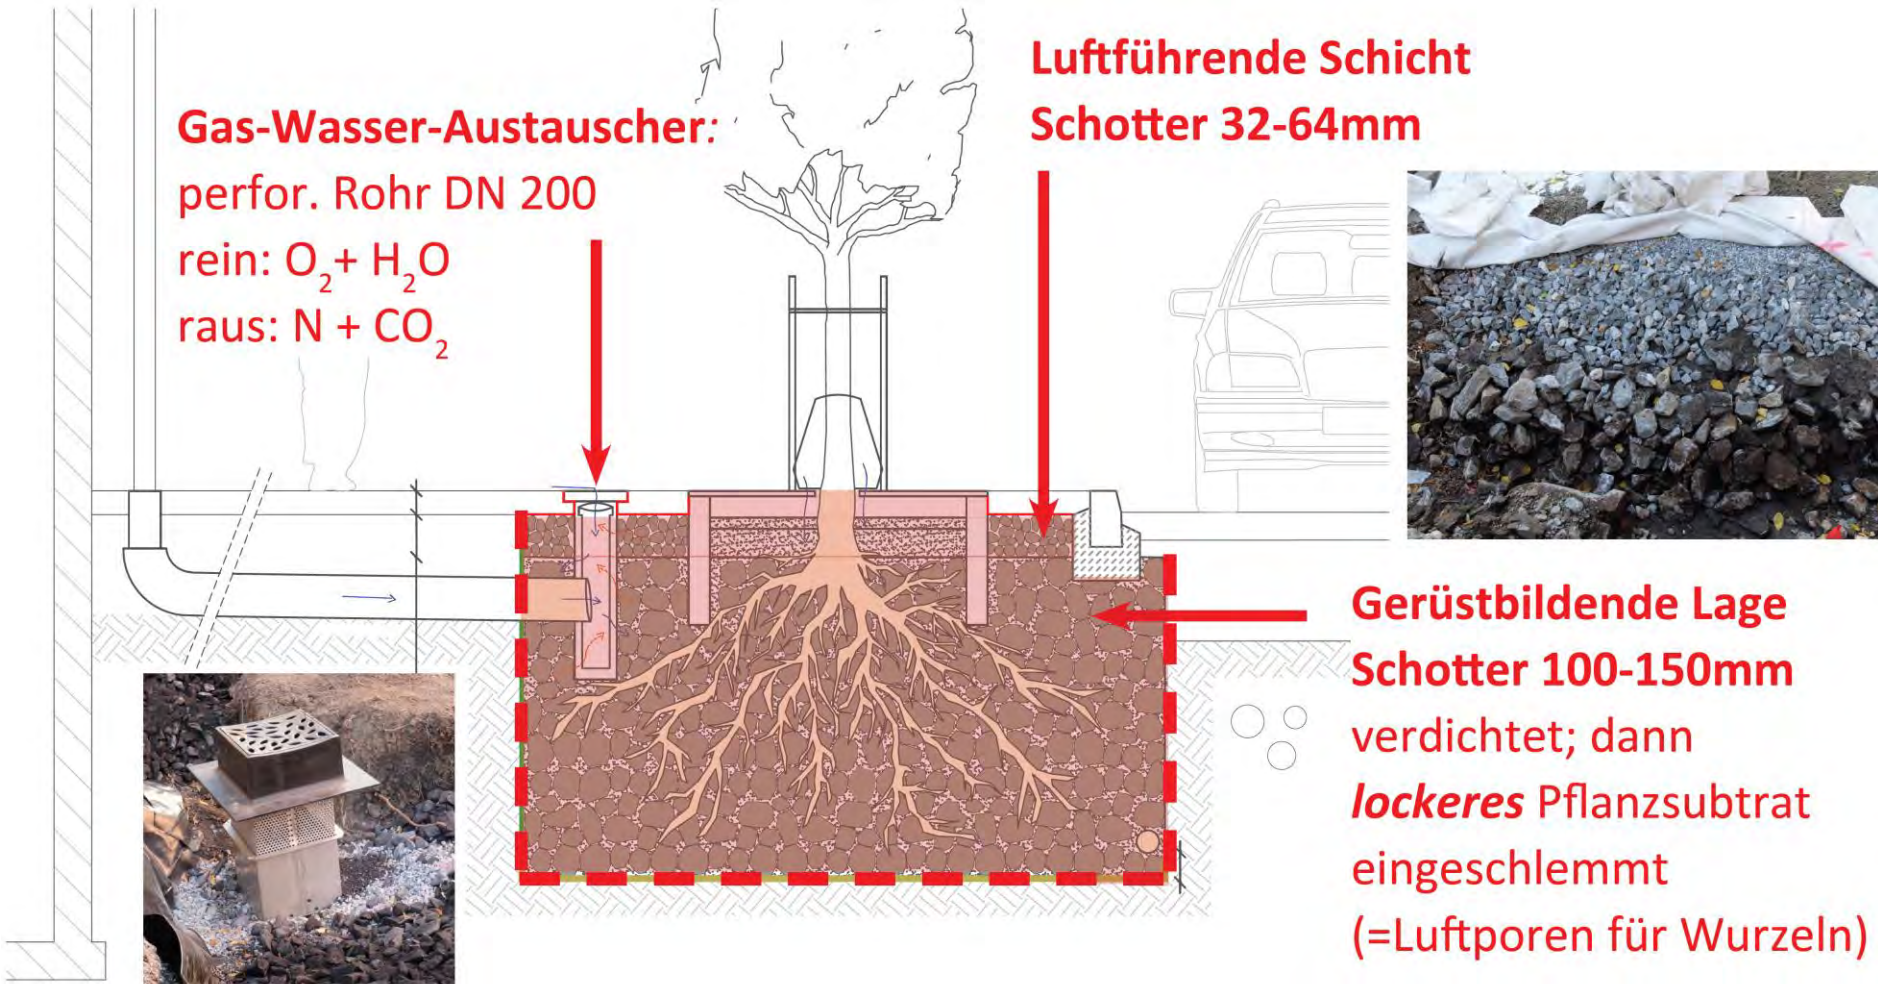 Gas-Wasser-Austauscher:
perfor. Rohr DN 200
rein: O₂+ H₂O
raus: N + CO₂
Luftführende Schicht
Schotter 32-64mm
Gerüstbildende Lage
Schotter 100-150mm
verdichtet; dann
lockeres Pflanzsubtrat
eingeschlemmt
(=Luftporen für Wurzeln)